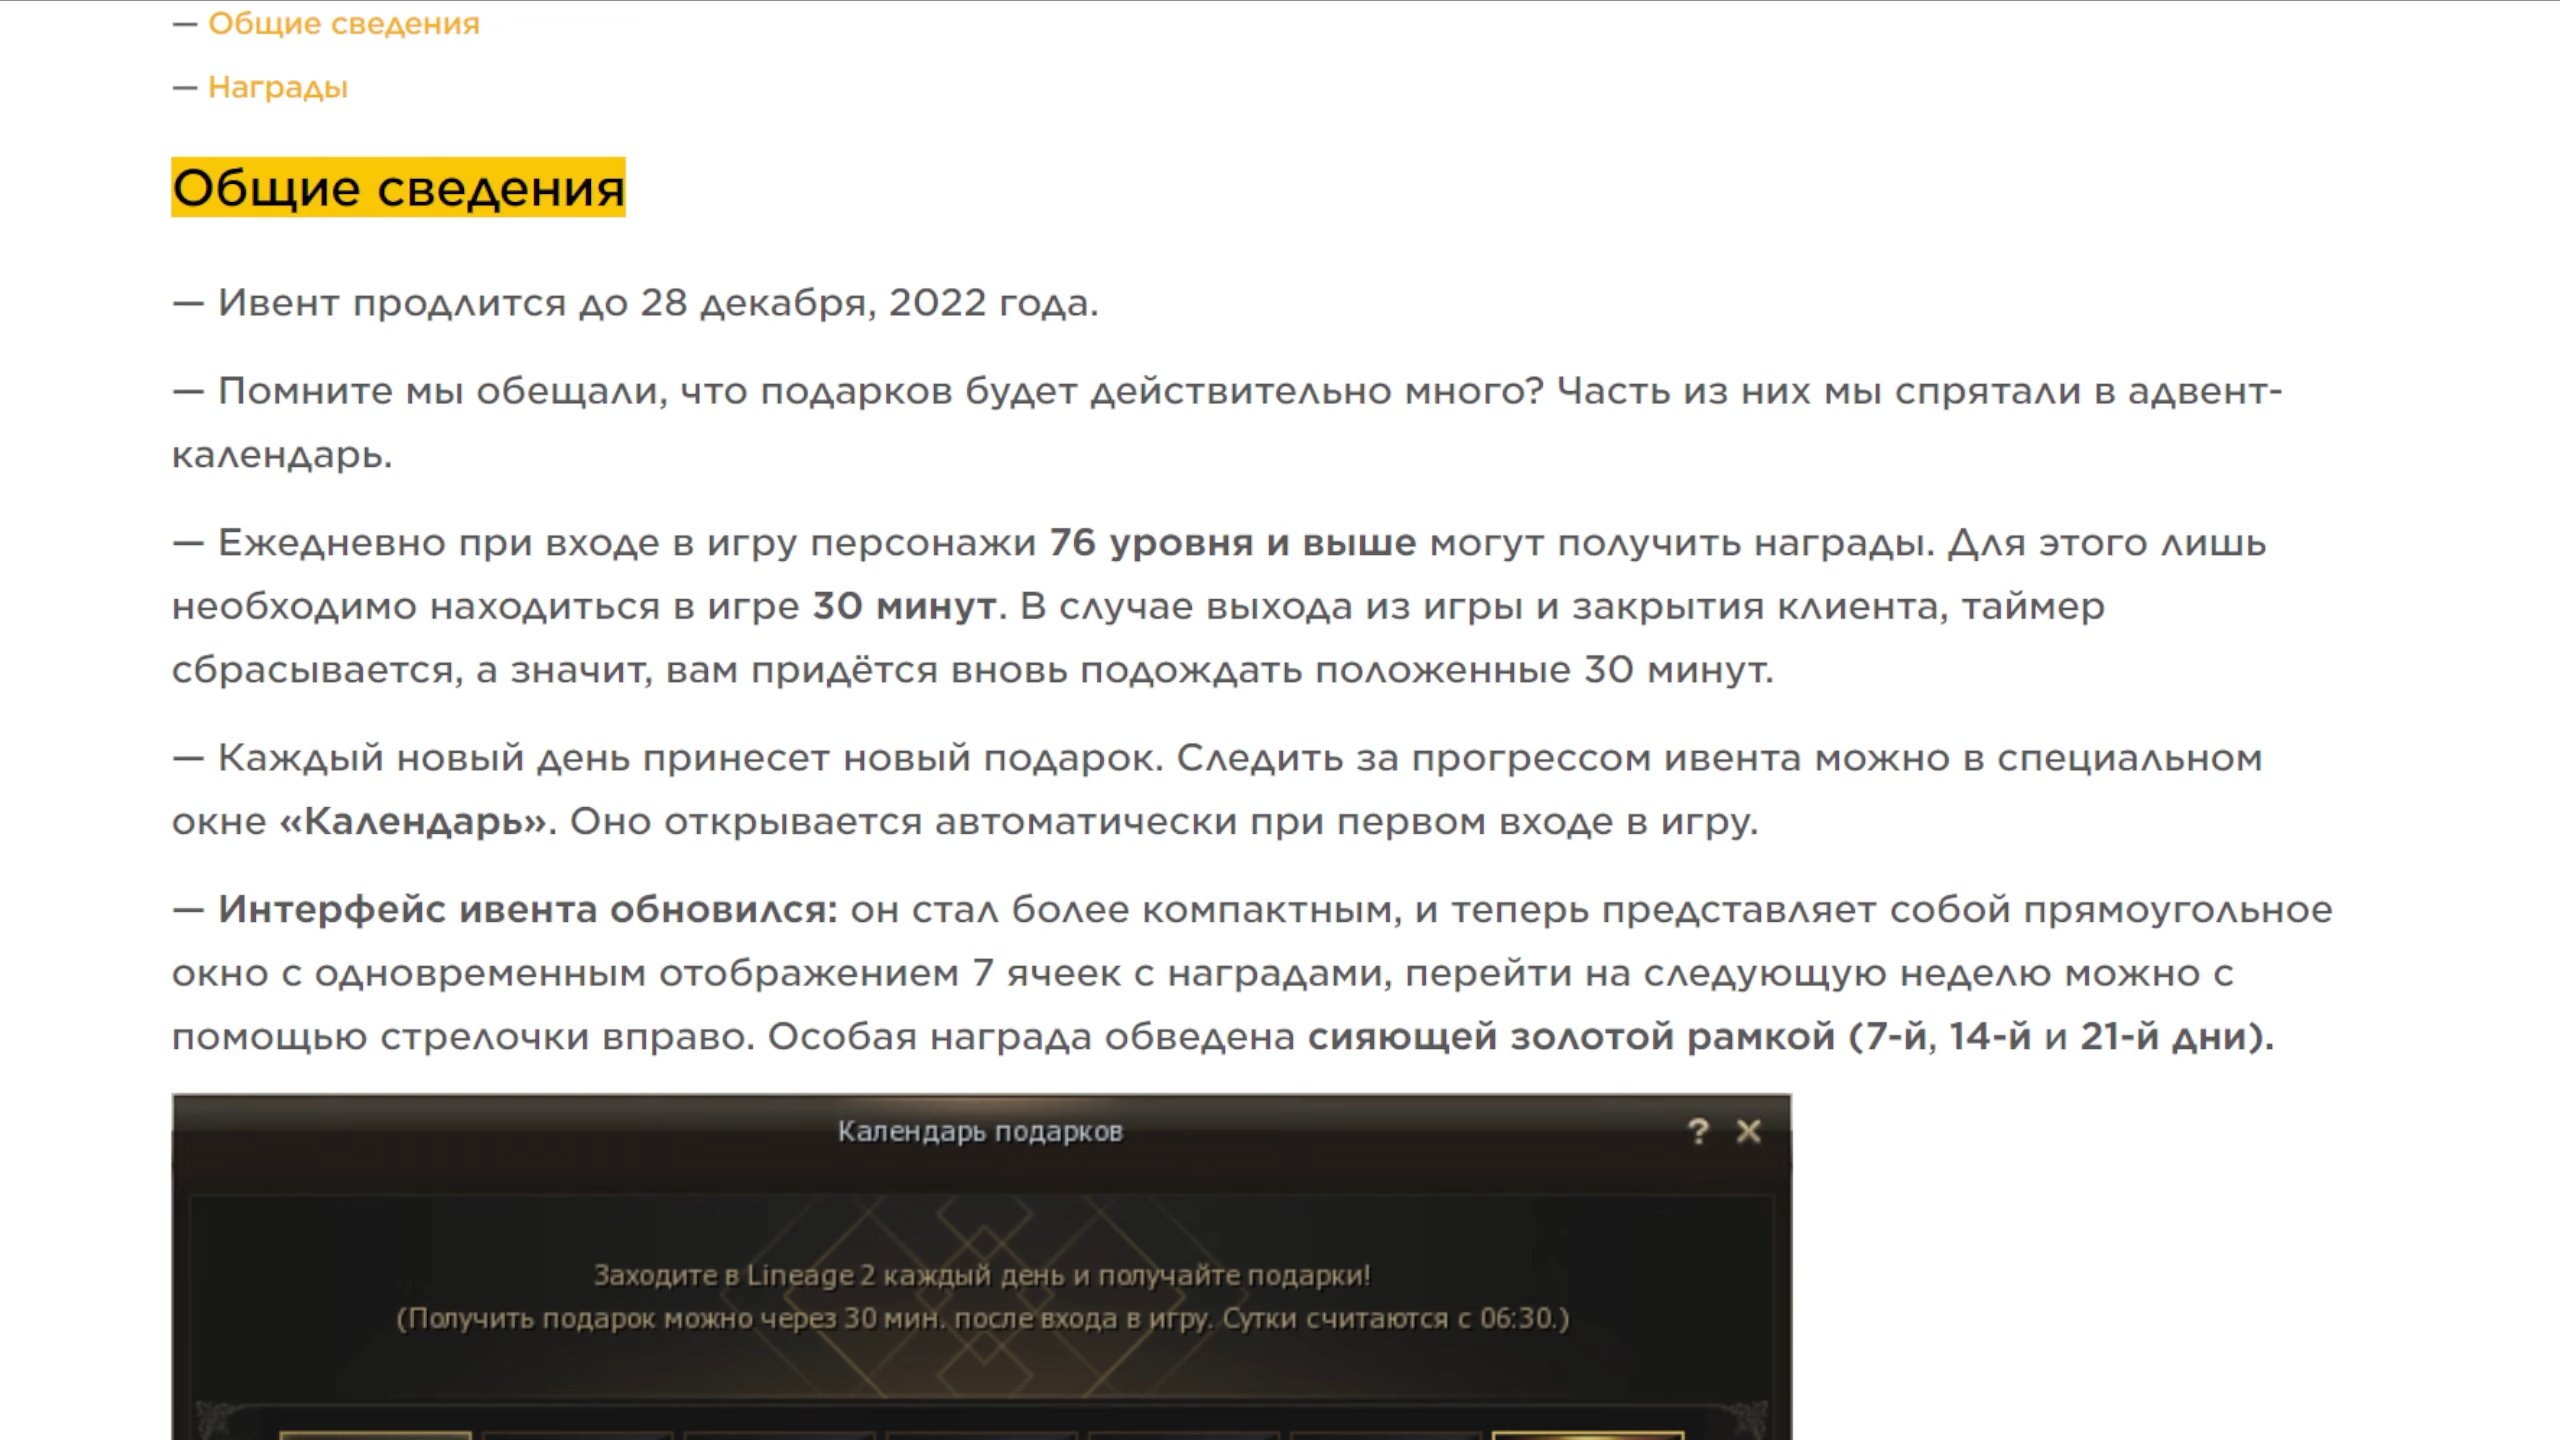 — Общие сведения
— Награды
Общие сведения
— Ивент продлится до 28 декабря, 2022 года.
— Помните мы обещали, что подарков будет действительно много? Часть из них мы спрятали в адвент-
календарь.
— Ежедневно при входе в игру персонажи 76 уровня и выше могут получить награды. Для этого лишь
необходимо находиться в игре 30 минут. В случае выхода из игры и закрытия клиента, таймер
сбрасывается, а значит, вам придётся вновь подождать положенные 30 минут.
— Каждый новый день принесет новый подарок. Следить за прогрессом ивента можно в специальном
окне «Календарь». Оно открывается автоматически при первом входе в игру.
— Интерфейс ивента обновился: он стал более компактным, и теперь представляет собой прямоугольное
окно с одновременным отображением 7 ячеек с наградами, перейти на следующую неделю можно с
помощью стрелочки вправо. Особая награда обведена сияющей золотой рамкой (7-й, 14-й и 21-й дни).
Календарь подарков ? ✕
Заходите в Lineage 2 каждый день и получайте подарки!
(Получить подарок можно через 30 мин. после входа в игру. Сутки считаются с 06:30.)